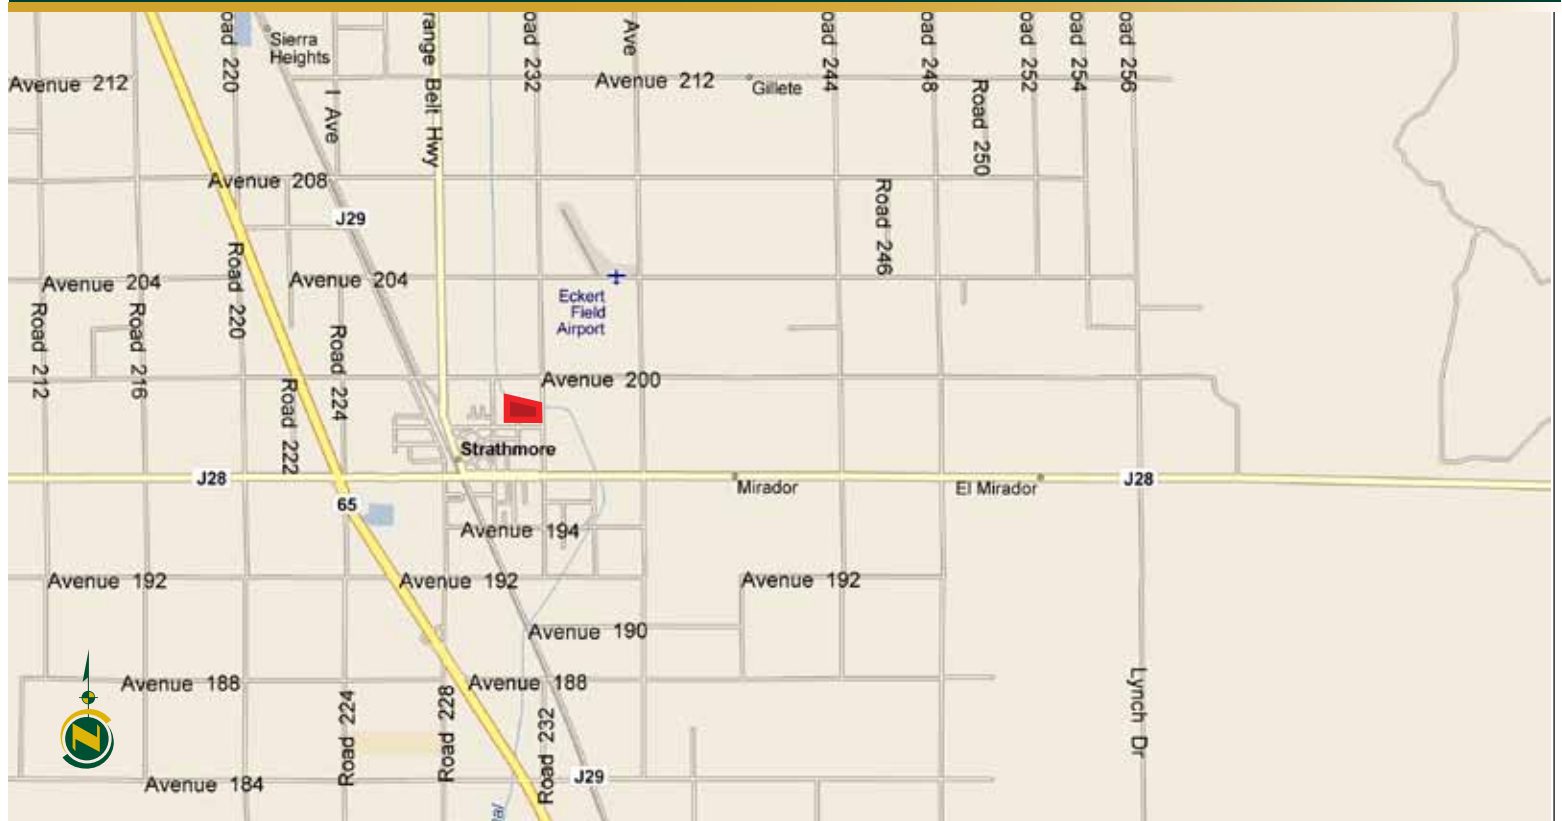 oad 220
Sierra
Heights
range Belt Hwy
oad 232
Ave
oad 244
oad 248
oad 252
oad 254
oad 256
Avenue 212
Avenue 212
Gillete
I Ave
Road 250
Avenue 208
J29
Road 246
Road 220
Avenue 204
Avenue 204
Eckert
Field
Airport
Road 212
Road 216
Road 224
Road 222
Avenue 200
Strathmore
J28
65
Mirador
El Mirador
J28
Avenue 194
Avenue 192
Avenue 192
Avenue 192
Avenue 190
Avenue 188
Avenue 188
Road 224
Road 228
Road 232
Lynch Dr
N
J29
Avenue 184